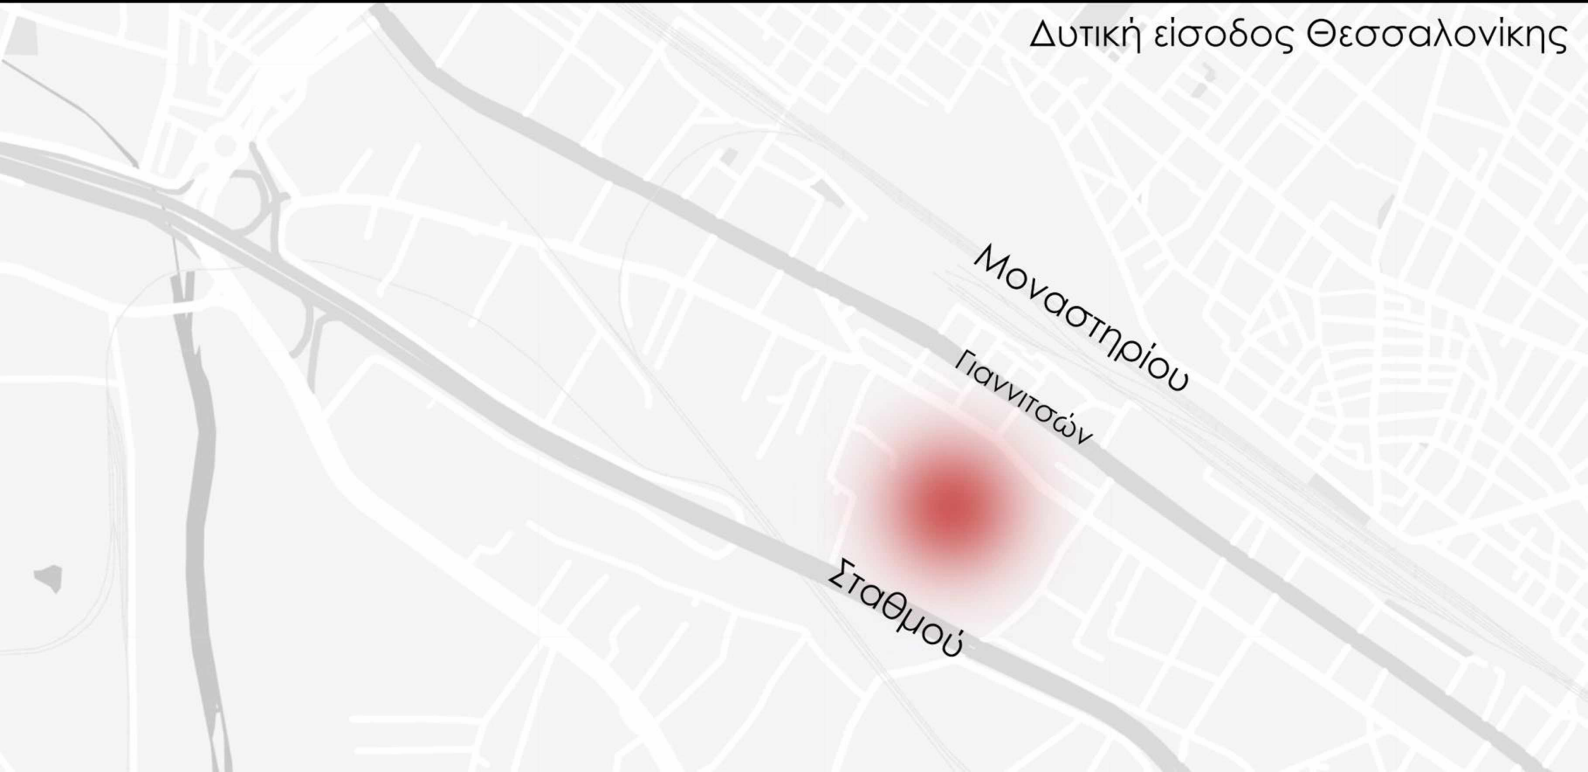 Δυτική είσοδος Θεσσαλονίκης
Μοναστηρίου
Γιαννιτσών
Σταθμού